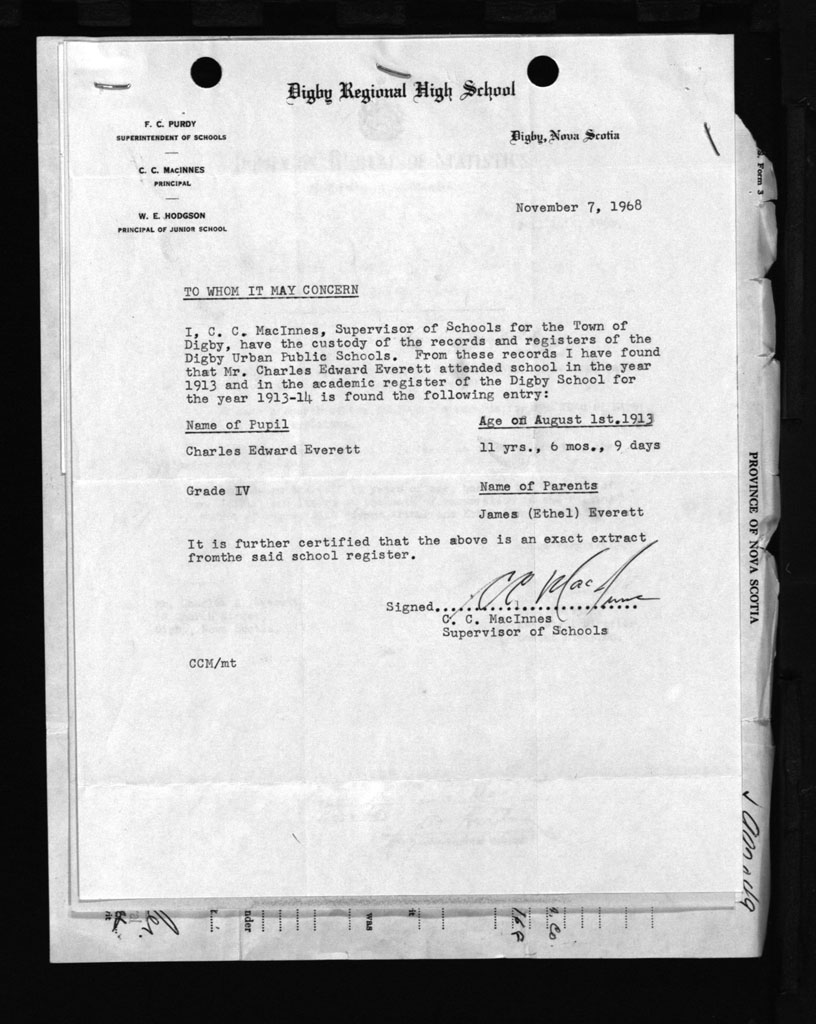 Digby Regional High School
F. C. PURDY
SUPERINTENDENT OF SCHOOLS
C. C. MACINNES
PRINCIPAL
W. E. HODGSON
PRINCIPAL OF JUNIOR SCHOOL
Digby, Nova Scotia
November 7, 1968
TO WHOM IT MAY CONCERN
I, C. C. MacInnes, Supervisor of Schools for the Town of
Digby, have the custody of the records and registers of the
Digby Urban Public Schools. From these records I have found
that Mr. Charles Edward Everett attended school in the year
1913 and in the academic register of the Digby School for
the year 1913-14 is found the following entry:
Name of Pupil
Age on August 1st.1913
Charles Edward Everett
11 yrs., 6 mos., 9 days
Grade IV
Name of Parents
James (Ethel) Everett
It is further certified that the above is an exact extract
fromthe said school register.
Signed
C. C. MacInnes
Supervisor of Schools
CCM/mt
Form 3
PROVINCE OF NOVA SCOTIA
was